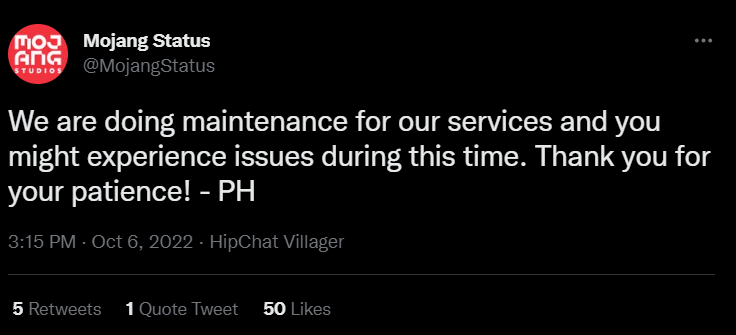 MOJ
ANG
STUDIOS
Mojang Status
@MojangStatus
We are doing maintenance for our services and you
might experience issues during this time. Thank you for
your patience! - PH
3:15 PM · Oct 6, 2022 · HipChat Villager
5 Retweets 1 Quote Tweet 50 Likes